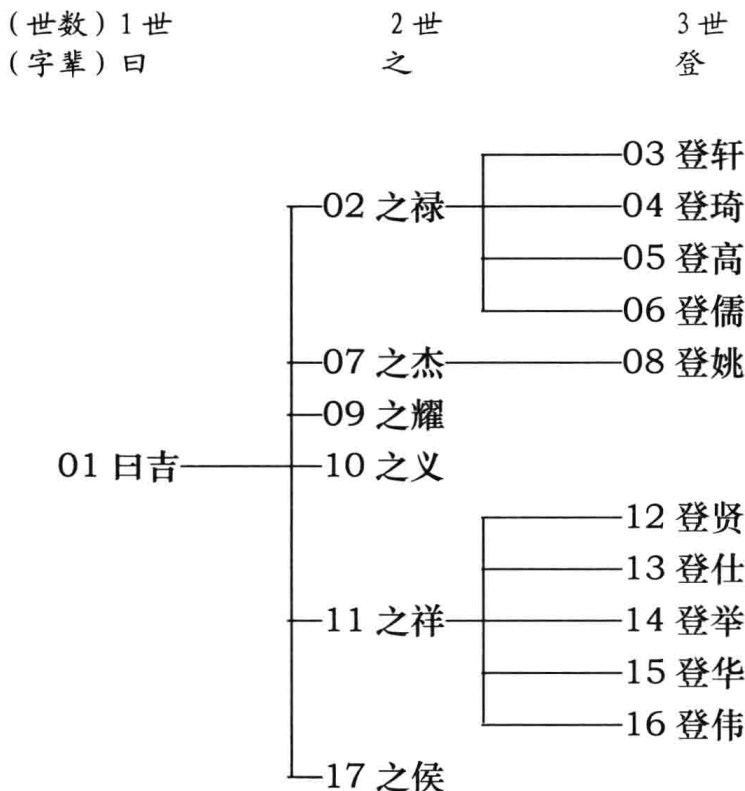 (世数) 1世 2世 3世
(字辈) 曰 之 登
03 登轩
02 之禄 04 登琦
05 登高
06 登儒
07 之杰 08 登姚
09 之耀
01 曰吉 10 之义
12 登贤
13 登仕
11 之祥 14 登举
15 登华
16 登伟
17 之侯